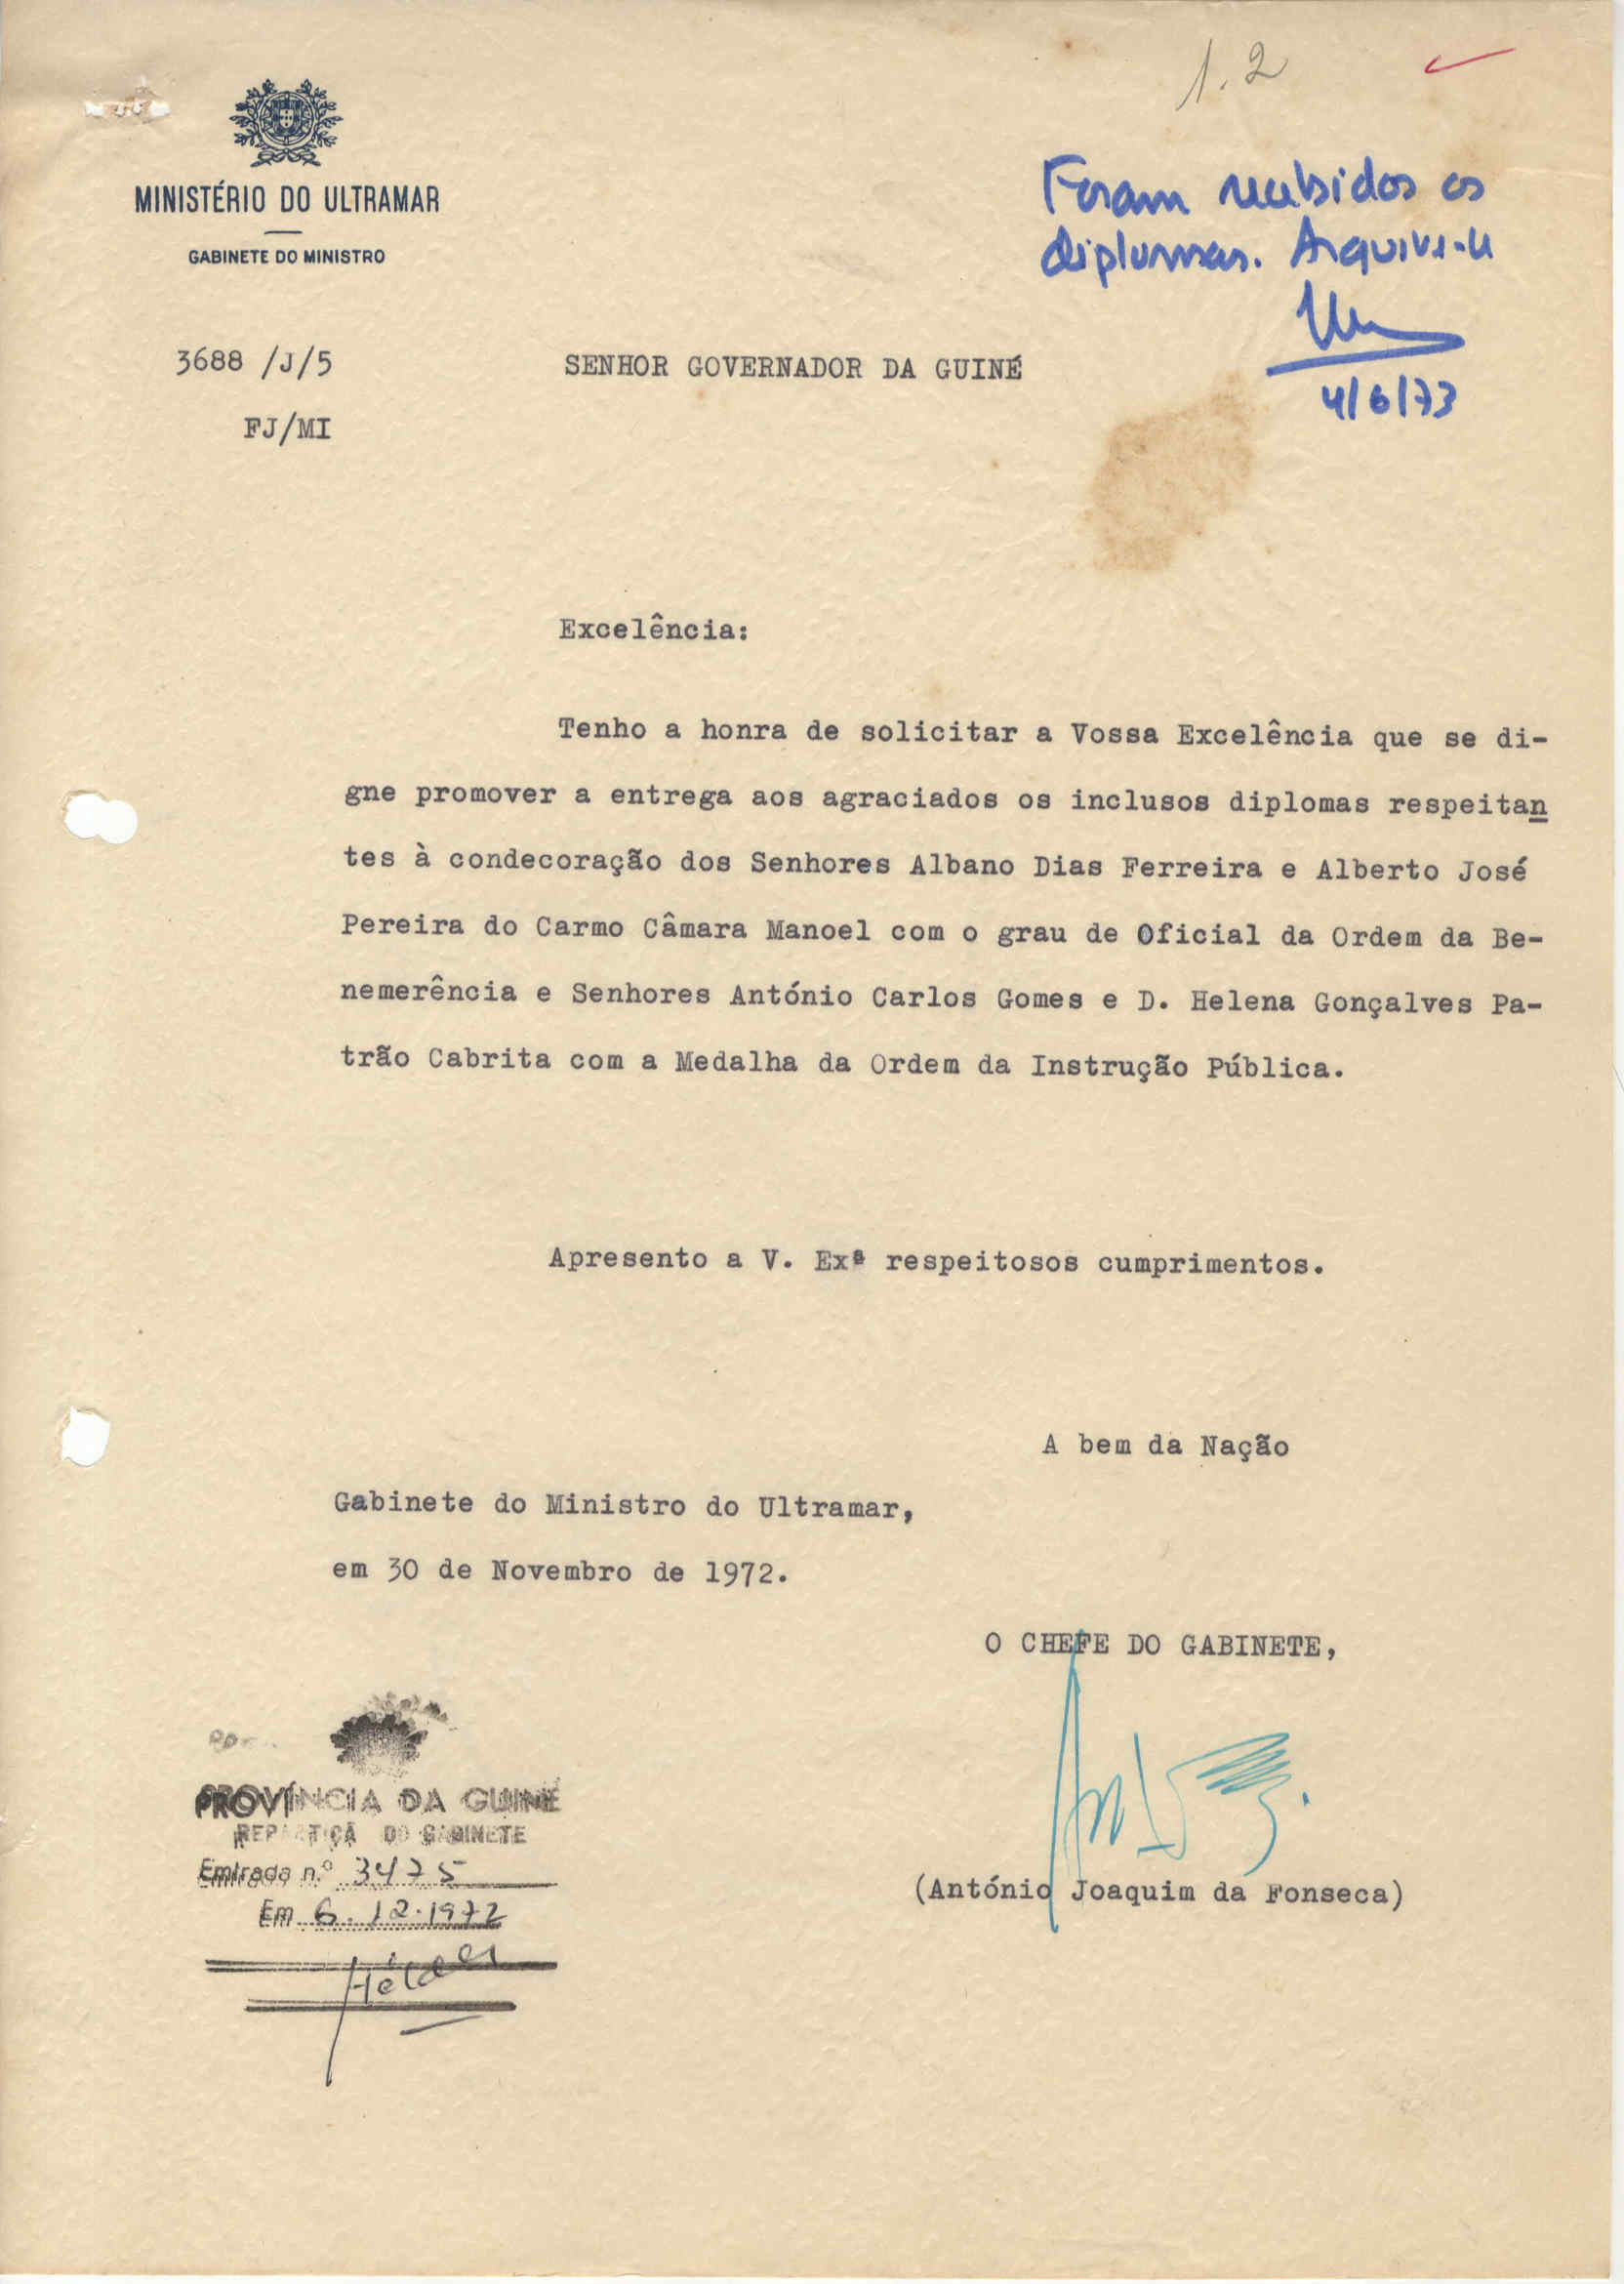 1.2
MINISTÉRIO DO ULTRAMAR
GABINETE DO MINISTRO
Foram recebidos os
diplomas. Arquive-se
4/6/73
3688 /J/5
SENHOR GOVERNADOR DA GUINÉ
FJ/MI
Excelência:
Tenho a honra de solicitar a Vossa Excelência que se di-
gne promover a entrega aos agraciados os inclusos diplomas respeitan
tes à condecoração dos Senhores Albano Dias Ferreira e Alberto José
Pereira do Carmo Câmara Manoel com o grau de Oficial da Ordem da Be-
nemerência e Senhores António Carlos Gomes e D. Helena Gonçalves Pa-
trão Cabrita com a Medalha da Ordem da Instrução Pública.
Apresento a V. Exª respeitosos cumprimentos.
A bem da Nação
Gabinete do Ministro do Ultramar,
em 30 de Novembro de 1972.
O CHEFE DO GABINETE,
(António Joaquim da Fonseca)
PROVÍNCIA DA GUINÉ
REPARTIÇÃ DO GABINETE
Entrada n.º 3475
Em 6.12.1972